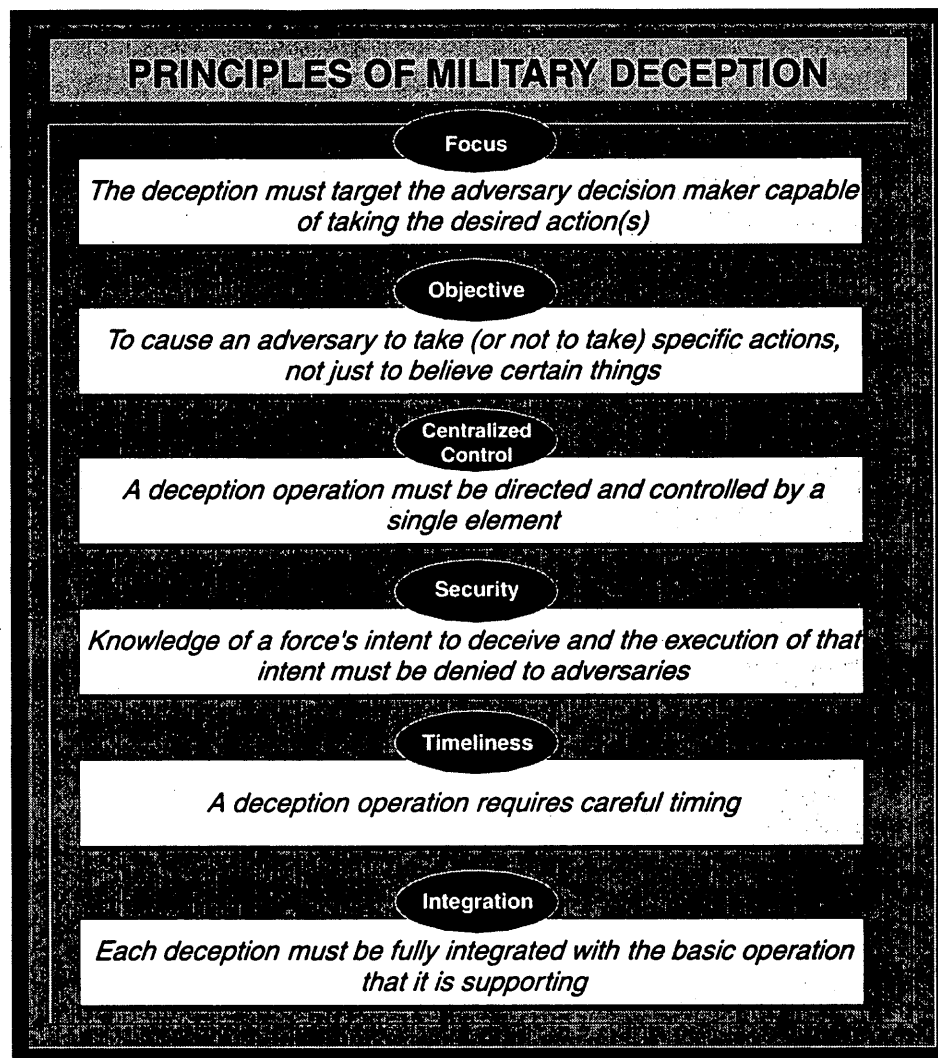 PRINCIPLES OF MILITARY DECEPTION
Focus
The deception must target the adversary decision maker capable
of taking the desired action(s)
Objective
To cause an adversary to take (or not to take) specific actions,
not just to believe certain things
Centralized
Control
A deception operation must be directed and controlled by a
single element
Security
Knowledge of a force's intent to deceive and the execution of that
intent must be denied to adversaries
Timeliness
A deception operation requires careful timing
Integration
Each deception must be fully integrated with the basic operation
that it is supporting